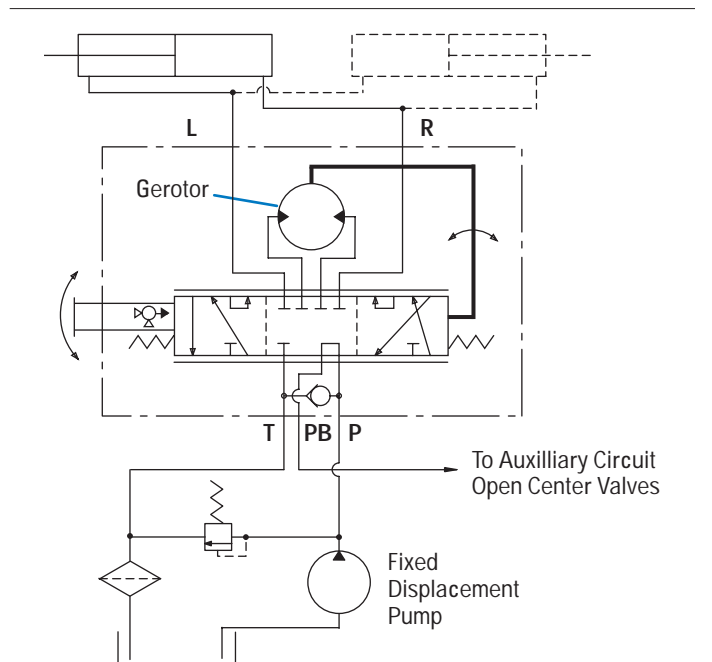 L
R
Gerotor
T PB P
To Auxilliary Circuit
Open Center Valves
Fixed
Displacement
Pump